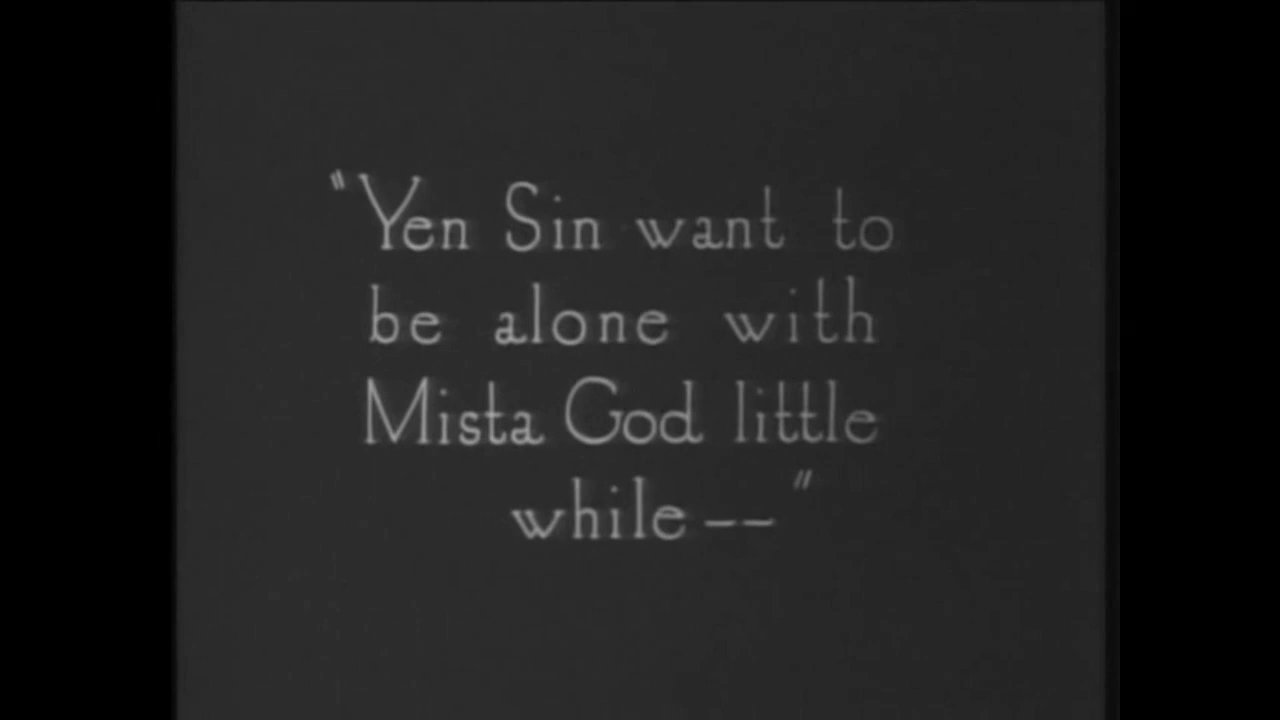 "Yen Sin want to
be alone with
Mista God little
while -- "